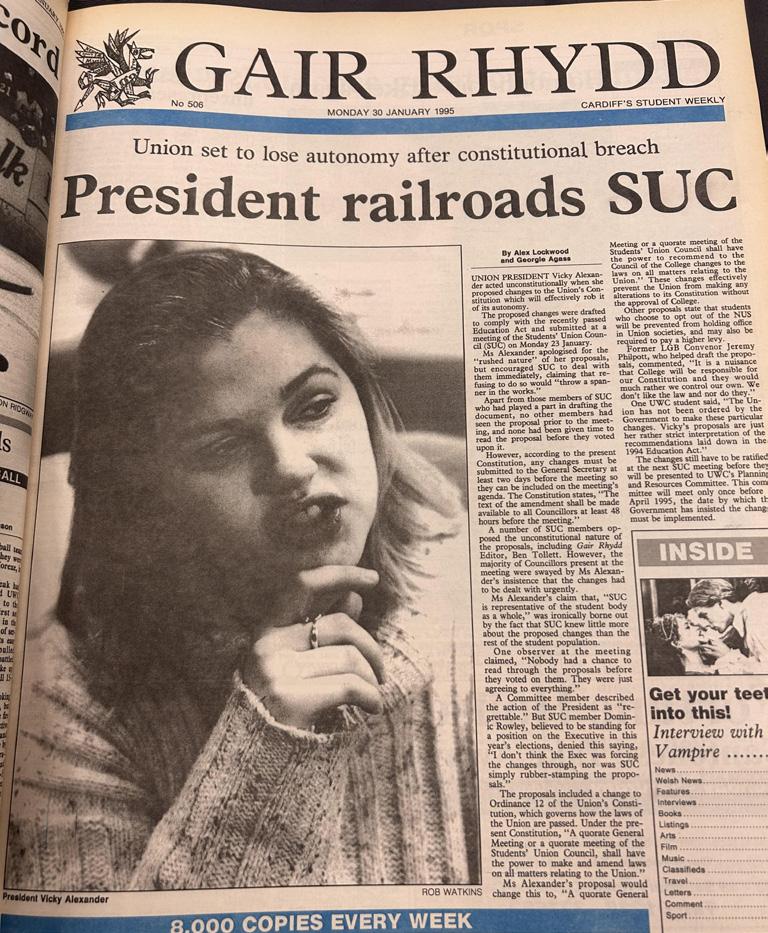 GAIR RHYDD
No 506
MONDAY 30 JANUARY 1995
CARDIFF'S STUDENT WEEKLY
Union set to lose autonomy after constitutional breach
President railroads SUC
By Alex Lockwood
and Georgie Agass
UNION PRESIDENT Vicky Alexan-
der acted unconstitutionally when she
proposed changes to the Union's Con-
stitution which will effectively rob it
of its autonomy.
The proposed changes were drafted
to comply with the recently passed
Education Act and submitted at a
meeting of the Students' Union Coun-
cil (SUC) on Monday 23 January.
Ms Alexander apologised for the
"rushed nature" of her proposals,
but encouraged SUC to deal with
them immediately, claiming that re-
fusing to do so would "throw a span-
ner in the works."
Apart from those members of SUC
who had played a part in drafting the
document, no other members had
seen the proposal prior to the meet-
ing, and none had been given time to
read the proposal before they voted
upon it.
However, according to the present
Constitution, any changes must be
submitted to the General Secretary at
least two days before the meeting so
they can be included on the meeting's
agenda. The Constitution states, "The
text of the amendment shall be made
available to all Councillors at least 48
hours before the meeting."
A number of SUC members op-
posed the unconstitutional nature of
the proposals, including Gair Rhydd
Editor, Ben Tollett. However, the
majority of Councillors present at the
meeting were swayed by Ms Alexan-
der's insistence that the changes had
to be dealt with urgently.
Ms Alexander's claim that, "SUC
is representative of the student body
as a whole," was ironically borne out
by the fact that SUC knew little more
about the proposed changes than the
rest of the student population.
One observer at the meeting
claimed, "Nobody had a chance to
read through the proposals before
they voted on them. They were just
agreeing to everything."
A Committee member described
the action of the President as "re-
grettable." But SUC member Domin-
ic Rowley, believed to be standing for
a position on the Executive in this
year's elections, denied this saying,
"I don't think the Exec was forcing
the changes through, nor was SUC
simply rubber-stamping the propo-
sals."
The proposals included a change to
Ordinance 12 of the Union's Consti-
tution, which governs how the laws of
the Union are passed. Under the pre-
sent Constitution, "A quorate General
Meeting or a quorate meeting of the
Students' Union Council, shall have
the power to make and amend laws
on all matters relating to the Union."
Ms Alexander's proposal would
change this to, "A quorate General
Meeting or a quorate meeting of the
Students' Union Council shall have
the power to recommend to the
Council of the College changes to the
laws on all matters relating to the
Union." These changes effectively
prevent the Union from making any
alterations to its Constitution without
the approval of College.
Other proposals state that students
who choose to opt out of the NUS
will be prevented from holding office
in Union societies, and may also be
required to pay a higher levy.
Former LGB Convenor Jeremy
Philpott, who helped draft the propo-
sals, commented, "It is a nuisance
that College will be responsible for
our Constitution and they would
much rather we control our own. We
don't like the law and nor do they."
One UWC student said, "The Un-
ion has not been ordered by the
Government to make these particular
changes. Vicky's proposals are just
her rather strict interpretation of the
recommendations laid down in the
1994 Education Act."
The changes still have to be ratified
at the next SUC meeting before they
will be presented to UWC's Planning
and Resources Committee. This com-
mittee will meet only once before
April 1995, the date by which the
Government has insisted the chang
must be implemented.
President Vicky Alexander
ROB WATKINS
INSIDE
Get your teet
into this!
Interview with
Vampire .......
News
Welsh News
Features
Interviews
Books
Listings
Arts
Film
Music
Classifieds
Travel
Letters
Comment
Sport
8,000 COPIES EVERY WEEK